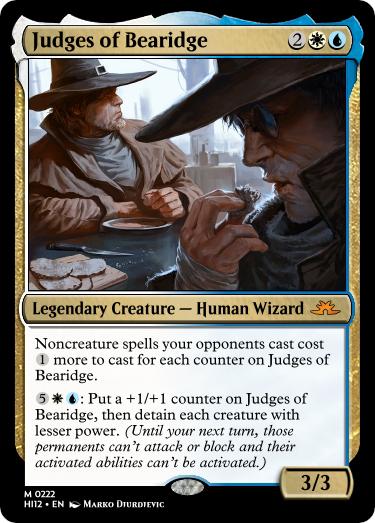 Judges of Bearidge 2
Legendary Creature — Human Wizard
Noncreature spells your opponents cast cost
1 more to cast for each counter on Judges of
Bearidge.
5 : Put a +1/+1 counter on Judges of
Bearidge, then detain each creature with
lesser power. (Until your next turn, those
permanents can't attack or block and their
activated abilities can't be activated.)
3/3
M 0222
HI12 • EN Marko Durdjevic